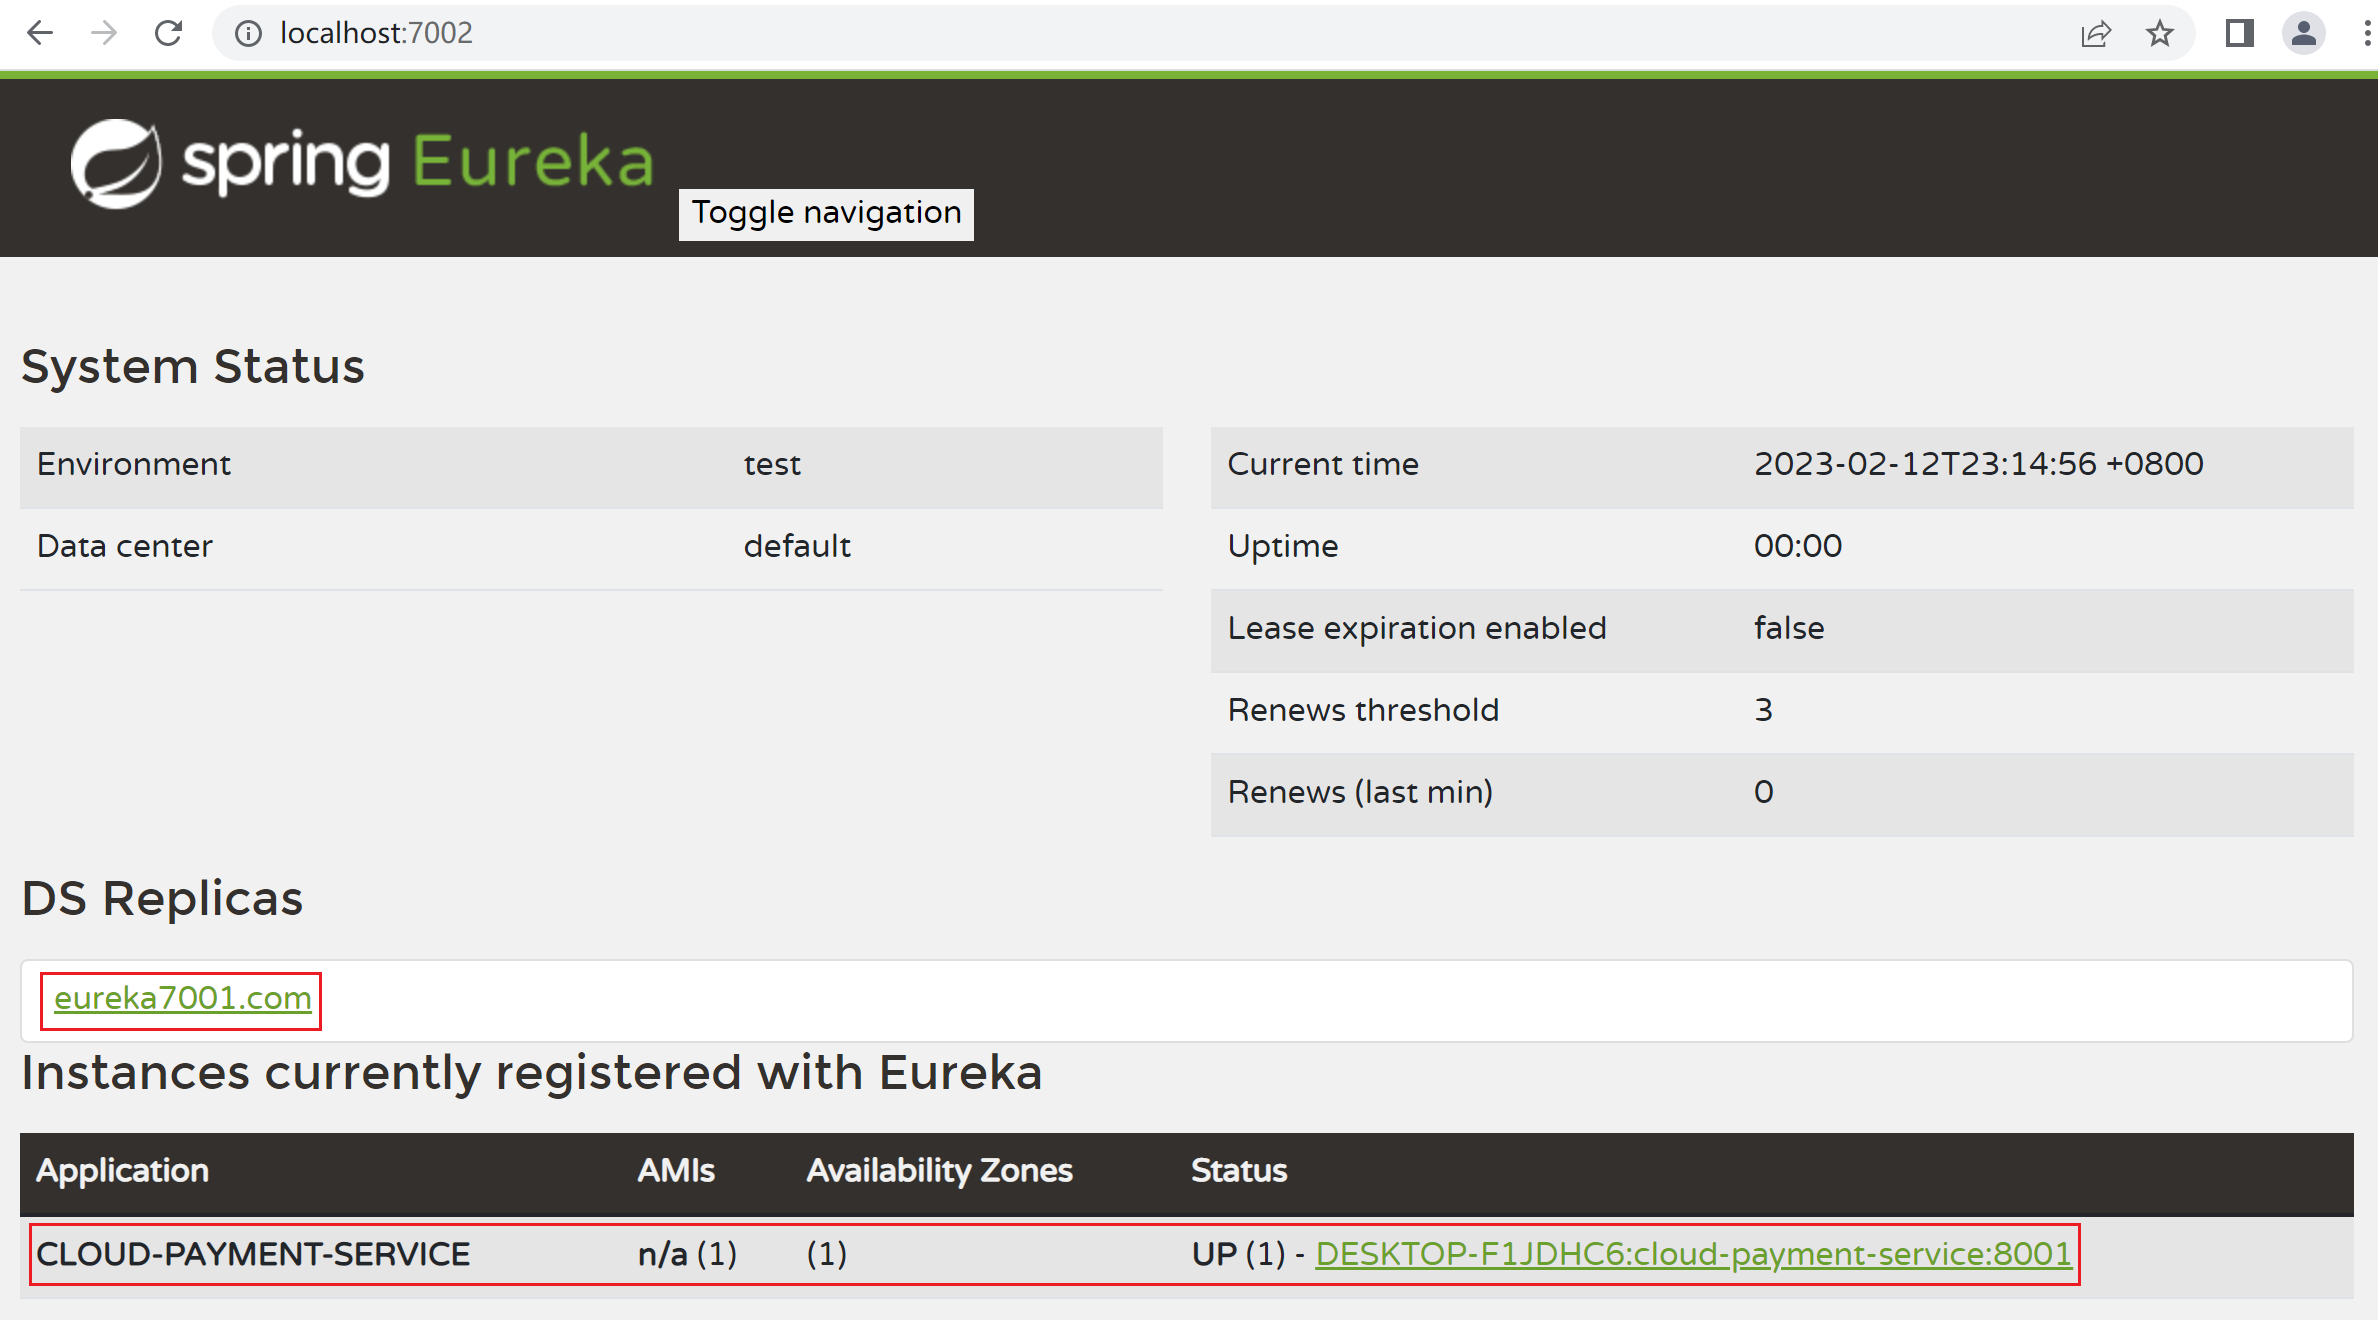 localhost:7002
spring Eureka
Toggle navigation
System Status
Environment test
Data center default
Current time 2023-02-12T23:14:56 +0800
Uptime 00:00
Lease expiration enabled false
Renews threshold 3
Renews (last min) 0
DS Replicas
eureka7001.com
Instances currently registered with Eureka
Application AMIs Availability Zones Status
CLOUD-PAYMENT-SERVICE n/a (1) (1) UP (1) - DESKTOP-F1JDHC6:cloud-payment-service:8001